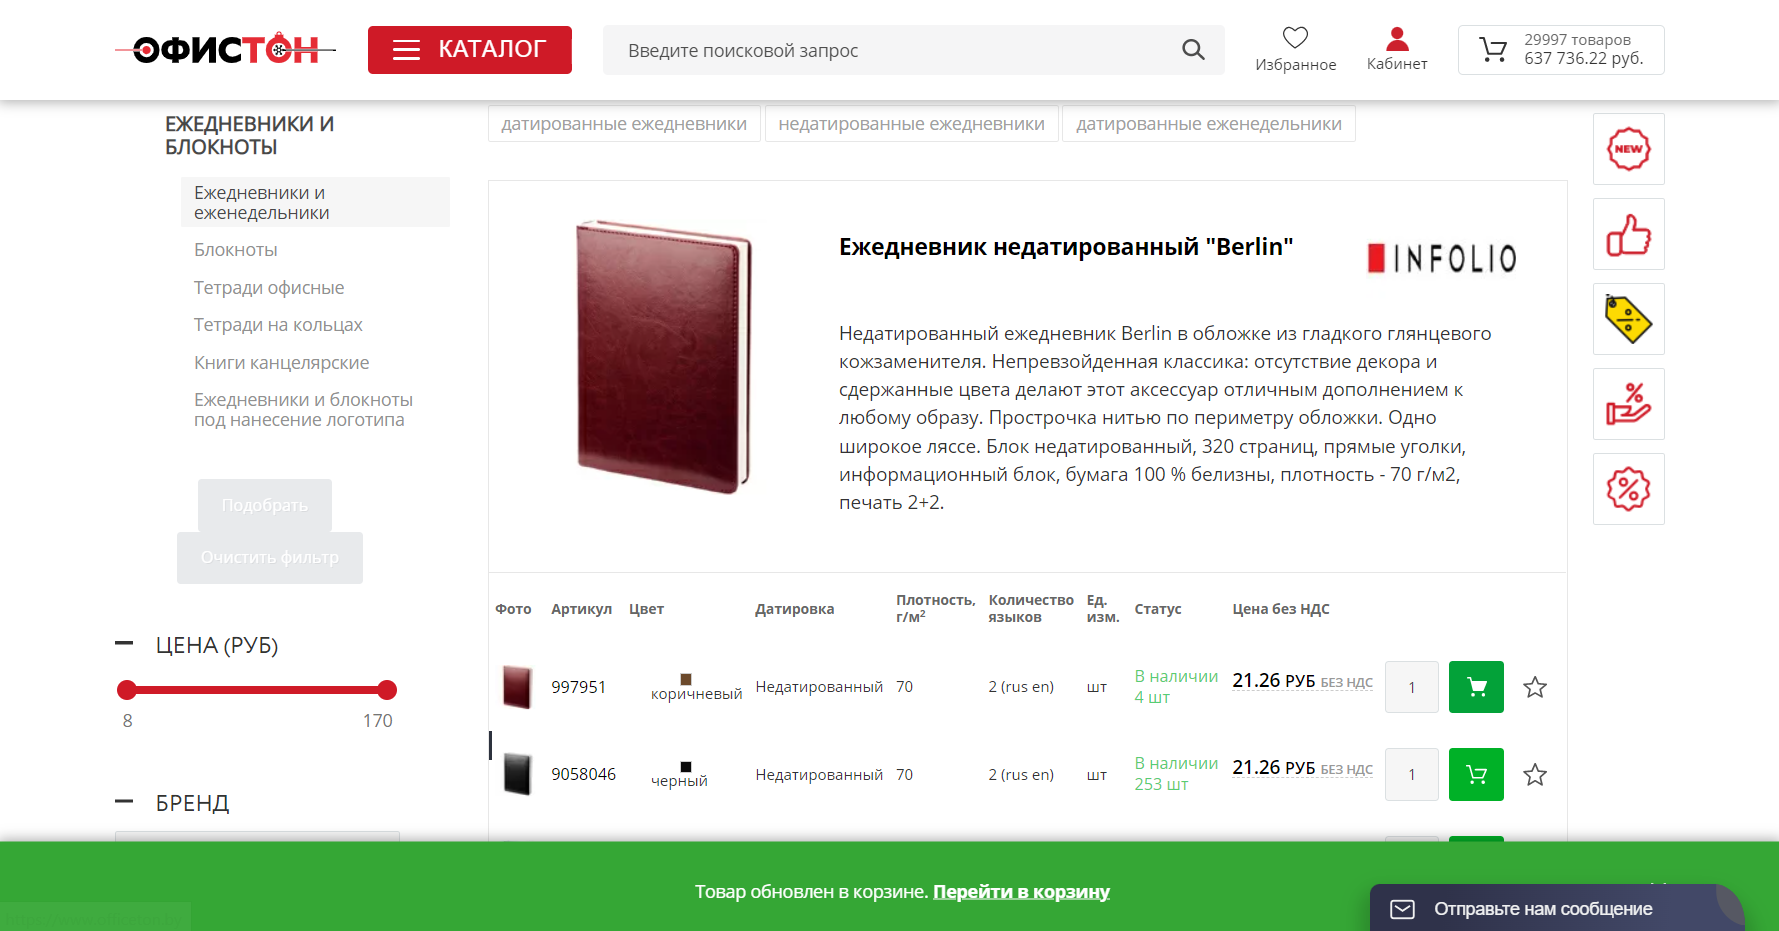 ОФИСТОН
КАТАЛОГ
Введите поисковой запрос
Избранное
Кабинет
29997 товаров
637 736.22 руб.
ЕЖЕДНЕВНИКИ И
БЛОКНОТЫ
Ежедневники и
еженедельники
Блокноты
Тетради офисные
Тетради на кольцах
Книги канцелярские
Ежедневники и блокноты
под нанесение логотипа
Подобрать
Очистить фильтр
ЦЕНА (РУБ)
8 170
БРЕНД
датированные ежедневники недатированные ежедневники датированные еженедельники
Ежедневник недатированный "Berlin"
INFOLIO
Недатированный ежедневник Berlin в обложке из гладкого глянцевого
кожзаменителя. Непревзойденная классика: отсутствие декора и
сдержанные цвета делают этот аксессуар отличным дополнением к
любому образу. Прострочка нитью по периметру обложки. Одно
широкое ляссе. Блок недатированный, 320 страниц, прямые уголки,
информационный блок, бумага 100 % белизны, плотность - 70 г/м2,
печать 2+2.
Фото Артикул Цвет Датировка Плотность, г/м² Количество языков Ед. изм. Статус Цена без НДС
997951 коричневый Недатированный 70 2 (rus en) шт В наличии 4 шт 21.26 РУБ БЕЗ НДС 1
9058046 черный Недатированный 70 2 (rus en) шт В наличии 253 шт 21.26 РУБ БЕЗ НДС 1
NEW
Товар обновлен в корзине. Перейти в корзину
Отправьте нам сообщение